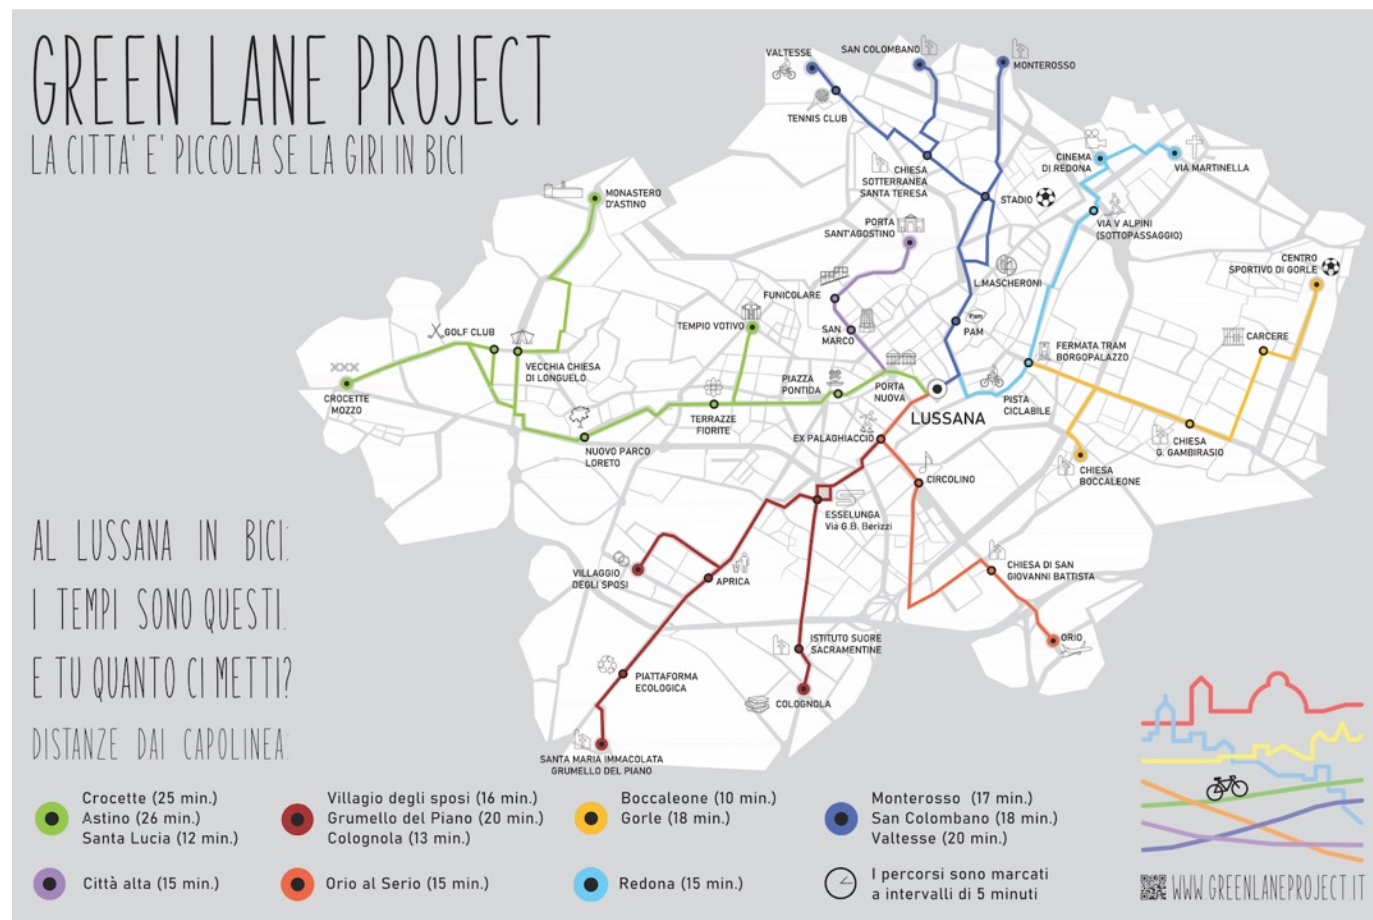 GREEN LANE PROJECT
LA CITTA' E' PICCOLA SE LA GIRI IN BICI
VALTESSE
SAN COLOMBANO
MONTEROSSO
TENNIS CLUB
CHIESA
SOTTERRANEA
SANTA TERESA
CINEMA
DI REDONA
VIA MARTINELLA
MONASTERO
D'ASTINO
STADIO
PORTA
SANT'AGOSTINO
VIA V ALPINI
(SOTTOPASSAGGIO)
CENTRO
SPORTIVO DI GORLE
L.MASCHERONI
FUNICOLARE
TEMPIO VOTIVO
SAN
MARCO
Pam
PAM
GOLF CLUB
CARCERE
FERMATA TRAM
BORGOPALAZZO
VECCHIA CHIESA
DI LONGUELO
XXX
CROCETTE
MOZZO
PIAZZA
PONTIDA
PORTA
NUOVA
PISTA
CICLABILE
LUSSANA
TERRAZZE
FIORITE
EX PALAGHIACCIO
CHIESA
G. GAMBIRASIO
NUOVO PARCO
LORETO
CHIESA
BOCCALEONE
CIRCOLINO
ESSELUNGA
Via G.B. Berizzi
VILLAGGIO
DEGLI SPOSI
APRICA
CHIESA DI SAN
GIOVANNI BATTISTA
ISTITUTO SUORE
SACRAMENTINE
ORIO
PIATTAFORMA
ECOLOGICA
COLOGNOLA
SANTA MARIA IMMACOLATA
GRUMELLO DEL PIANO
AL LUSSANA IN BICI:
I TEMPI SONO QUESTI.
E TU QUANTO CI METTI?
DISTANZE DAI CAPOLINEA:
Crocette (25 min.)
Astino (26 min.)
Santa Lucia (12 min.)
Villagio degli sposi (16 min.)
Grumello del Piano (20 min.)
Colognola (13 min.)
Boccaleone (10 min.)
Gorle (18 min.)
Monterosso (17 min.)
San Colombano (18 min.)
Valtesse (20 min.)
Città alta (15 min.)
Orio al Serio (15 min.)
Redona (15 min.)
I percorsi sono marcati
a intervalli di 5 minuti
WWW.GREENLANEPROJECT.IT